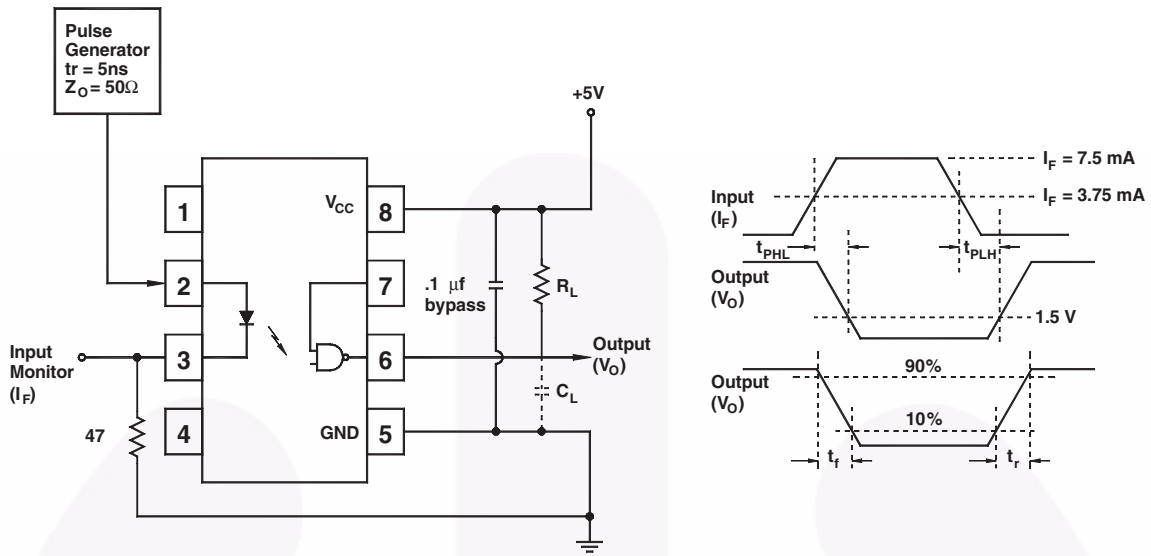 Pulse
Generator
tr = 5ns
ZO = 50Ω
+5V
1
VCC
8
2
7
.1 μf
bypass
RL
Input
Monitor
(IF)
3
6
Output
(VO)
CL
47
4
GND
5
IF = 7.5 mA
Input
(IF)
IF = 3.75 mA
tPHL
tPLH
Output
(VO)
1.5 V
90%
Output
(VO)
10%
tf
tr